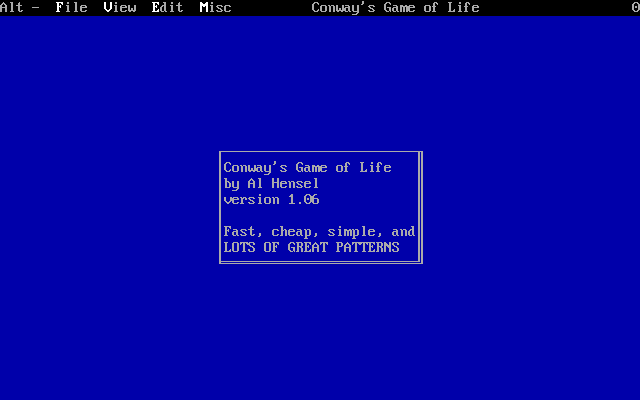 Alt - File View Edit Misc Conway's Game of Life 0
Conway's Game of Life
by Al Hensel
version 1.06
Fast, cheap, simple, and
LOTS OF GREAT PATTERNS